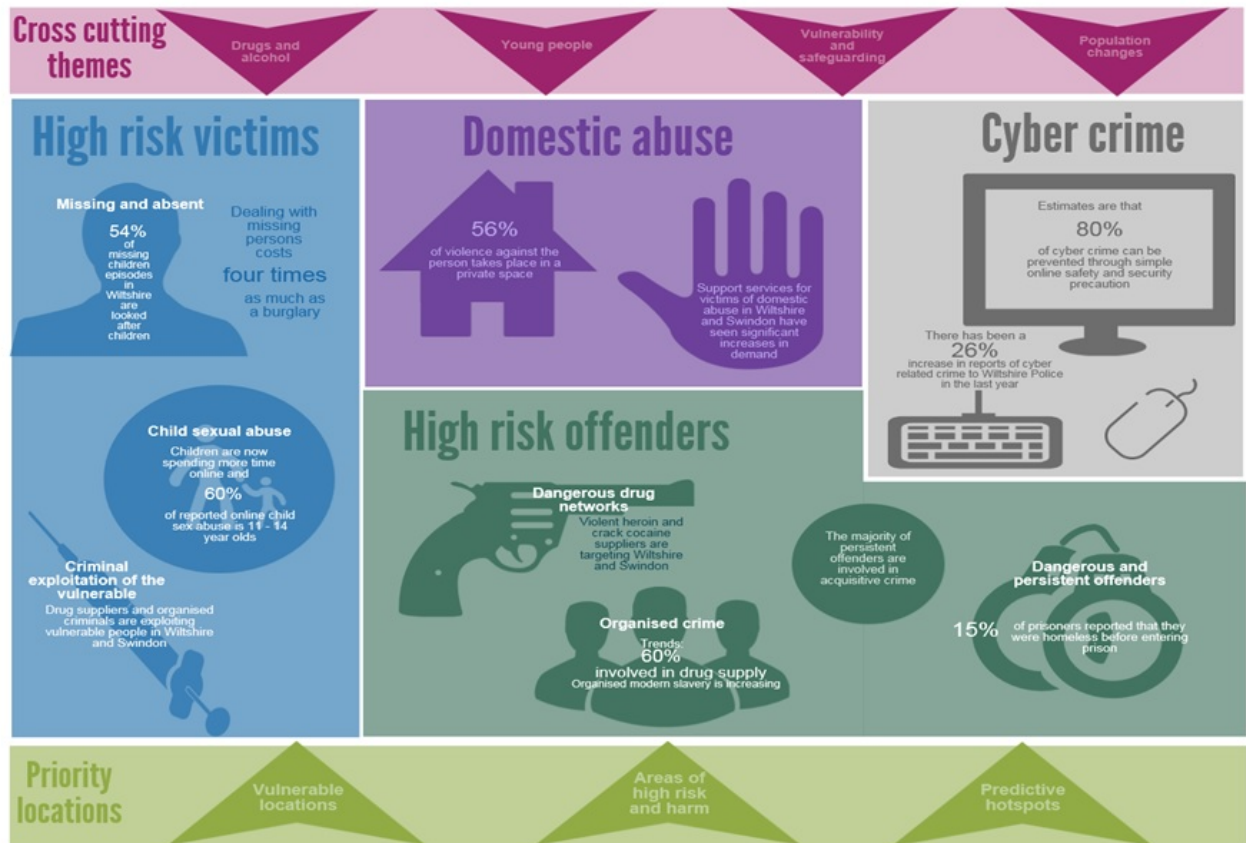 Cross cutting
themes
Drugs and
alcohol
Young people
Vulnerability
and
safeguarding
Population
changes
High risk victims
Missing and absent
54%
of
missing
children
episodes
in
Wiltshire
are
looked
after
children
Dealing with
missing
persons
costs
four times
as much as
a burglary
Child sexual abuse
Children are now
spending more time
online and
60%
of reported online child
sex abuse is 11 - 14
year olds
Criminal
exploitation of the
vulnerable
Drug suppliers and organised
criminals are exploiting
vulnerable people in Wiltshire
and Swindon
Domestic abuse
56%
of violence against the
person takes place in a
private space
Support services for
victims of domestic
abuse in Wiltshire
and Swindon have
seen significant
increases in
demand
Cyber crime
Estimates are that
80%
of cyber crime can be
prevented through simple
online safety and security
precaution
There has been a
26%
increase in reports of cyber
related crime to Wiltshire Police
in the last year
High risk offenders
Dangerous drug
networks
Violent heroin and
crack cocaine
suppliers are
targeting Wiltshire
and Swindon
Organised crime
Trends:
60%
involved in drug supply
Organised modern slavery is increasing
The majority of
persistent
offenders are
involved in
acquisitive crime
Dangerous and
persistent offenders
15% of prisoners reported that they
were homeless before entering
prison
Priority
locations
Vulnerable
locations
Areas of
high risk
and harm
Predictive
hotspots